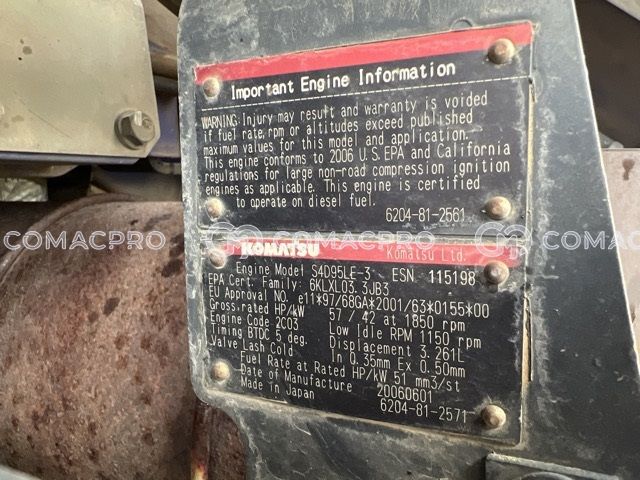 Important Engine Information
WARNING: Injury may result and warranty is voided
if fuel rate, rpm or altitudes exceed published
maximum values for this model and application.
This engine conforms to 2006 U.S. EPA and California
regulations for large non-road compression ignition
engines as applicable. This engine is certified
to operate on diesel fuel.
6204-81-2561
COMACPRO COMACPRO COMACPRO
KOMATSU Komatsu Ltd.
Engine Model S4D95LE-3 ESN 115198
EPA Cert. Family: 6KLXL03.3JB3
EU Approval NO. e11*97/68GA*2001/63*0155*00
Gross.rated HP/kW 57 / 42 at 1850 rpm
Engine Code 2C03 Low Idle RPM 1150 rpm
Timing BTDC 5 deg. Displacement 3.261L
Valve Lash Cold In 0.35mm Ex 0.50mm
Fuel Rate at Rated HP/kW 51 mm3/st
Date of Manufacture 20060601
Made in Japan 6204-81-2571